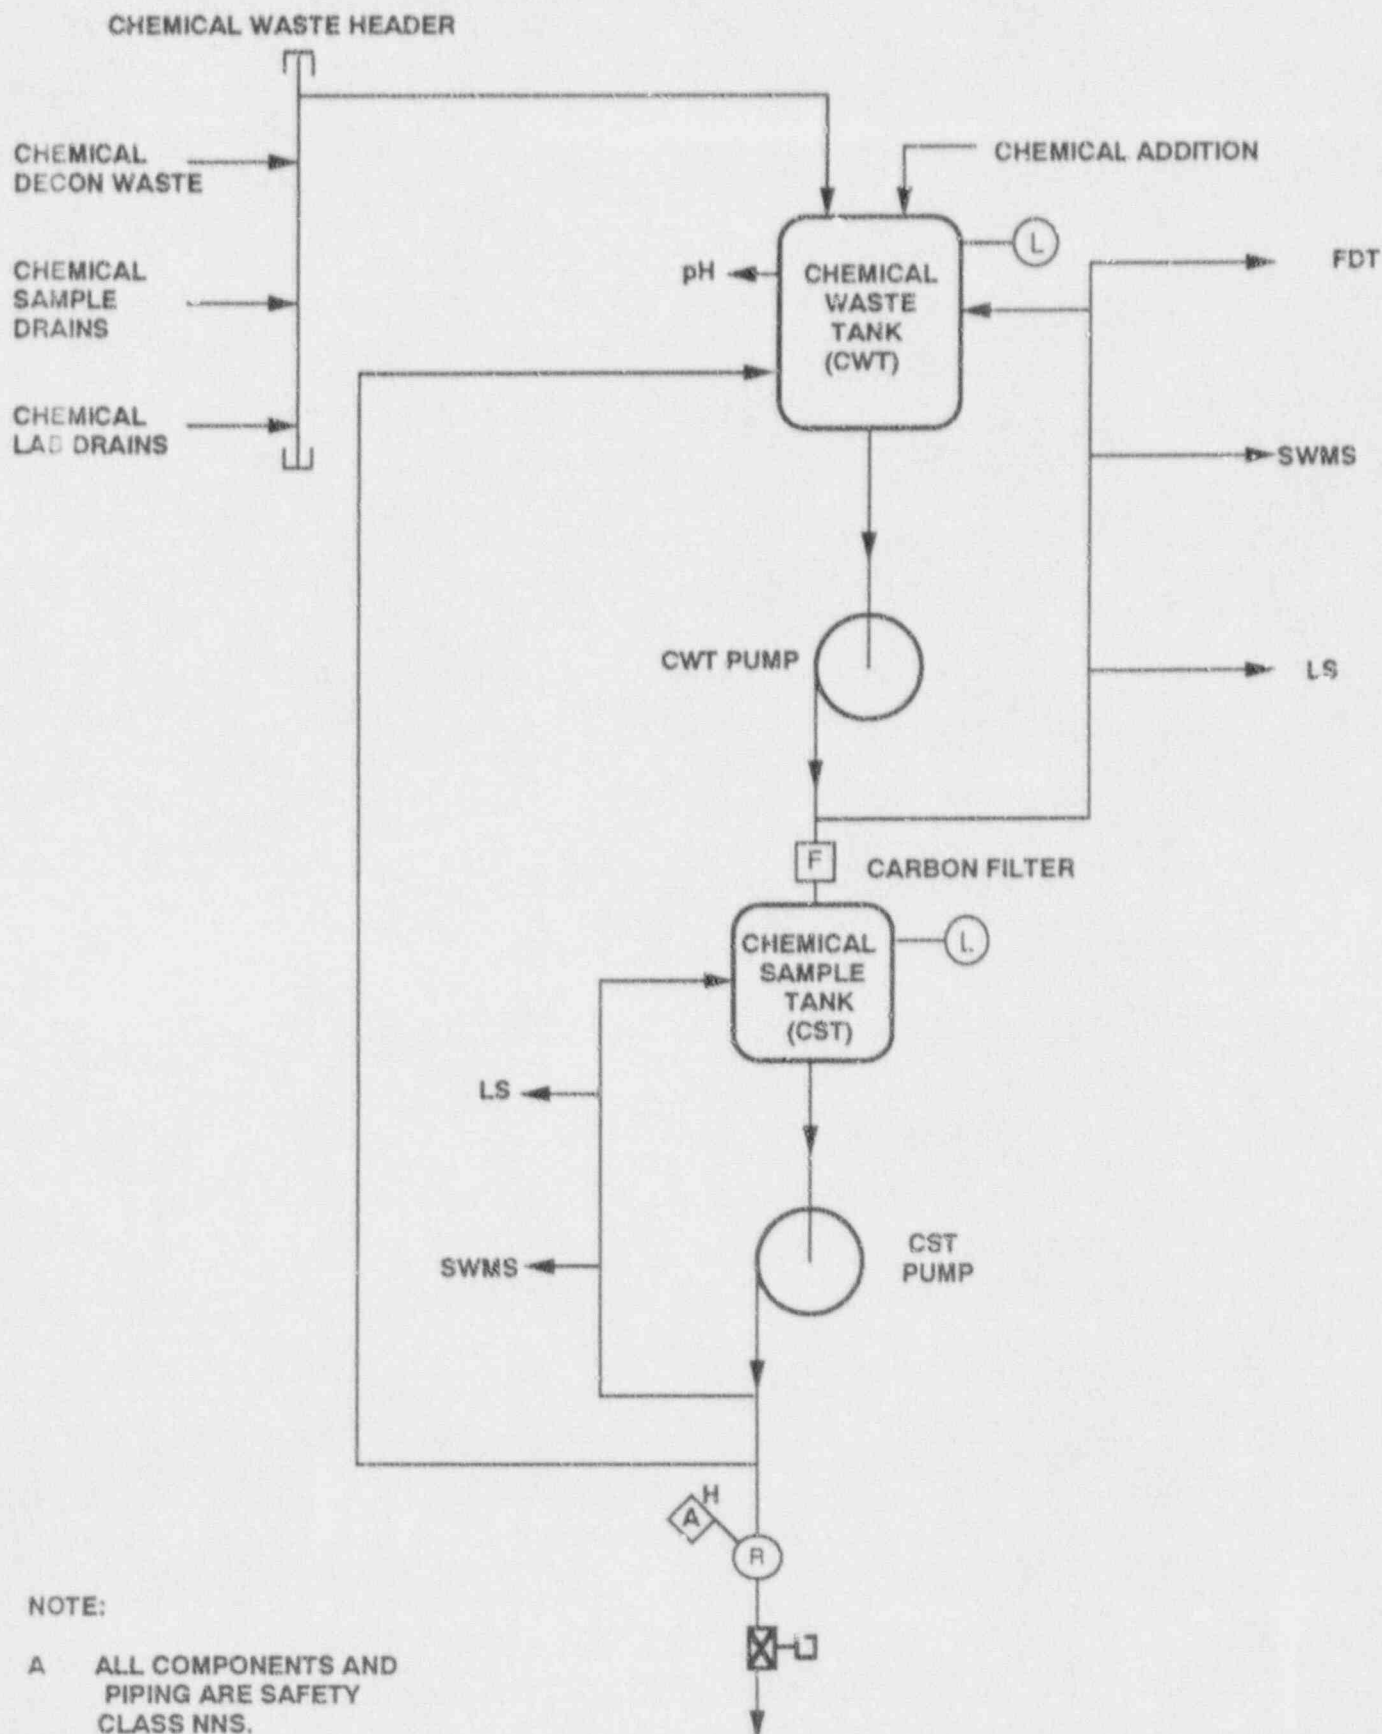 CHEMICAL WASTE HEADER
CHEMICAL
DECON WASTE
CHEMICAL ADDITION
CHEMICAL
SAMPLE
DRAINS
CHEMICAL
LAB DRAINS
pH
CHEMICAL
WASTE
TANK
(CWT)
L
FDT
SWMS
LS
CWT PUMP
F
CARBON FILTER
CHEMICAL
SAMPLE
TANK
(CST)
L
LS
SWMS
CST
PUMP
H
A
R
NOTE:
A ALL COMPONENTS AND
PIPING ARE SAFETY
CLASS NNS.